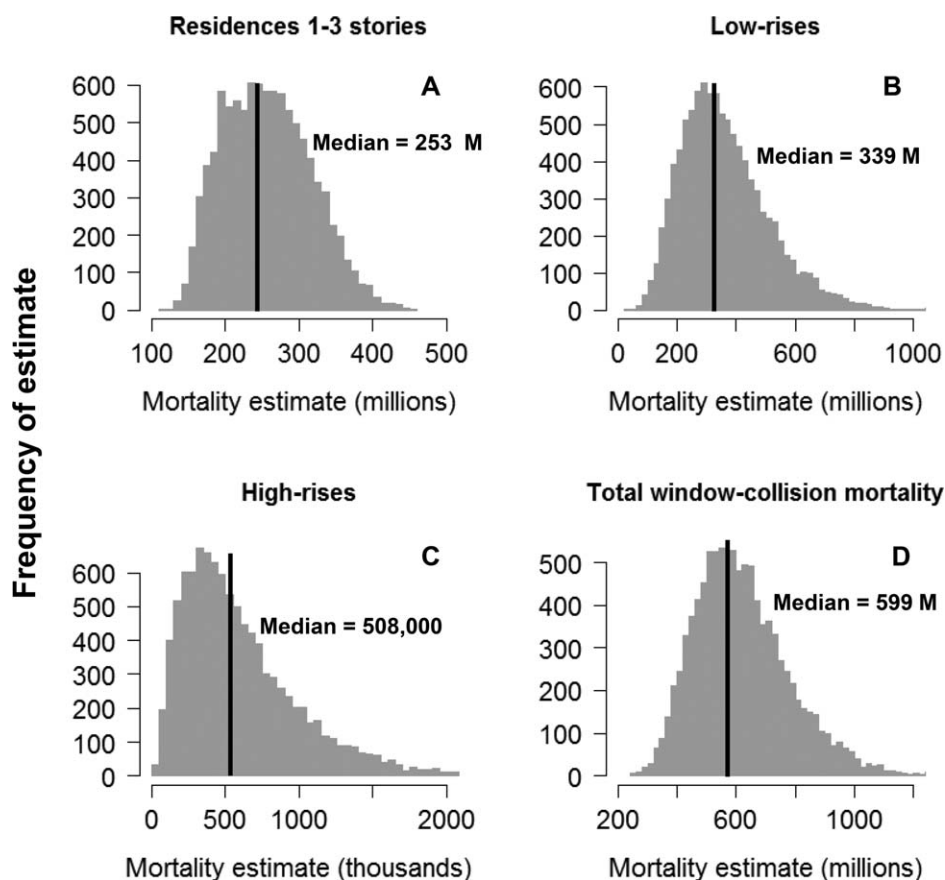 Frequency of estimate
Residences 1-3 stories
A
Median = 253 M
600
500
400
300
200
100
0
100 200 300 400 500
Mortality estimate (millions)
Low-rises
B
Median = 339 M
600
500
400
300
200
100
0
0 200 600 1000
Mortality estimate (millions)
High-rises
C
Median = 508,000
600
500
400
300
200
100
0
0 500 1000 2000
Mortality estimate (thousands)
Total window-collision mortality
D
Median = 599 M
500
400
300
200
100
0
200 600 1000
Mortality estimate (millions)